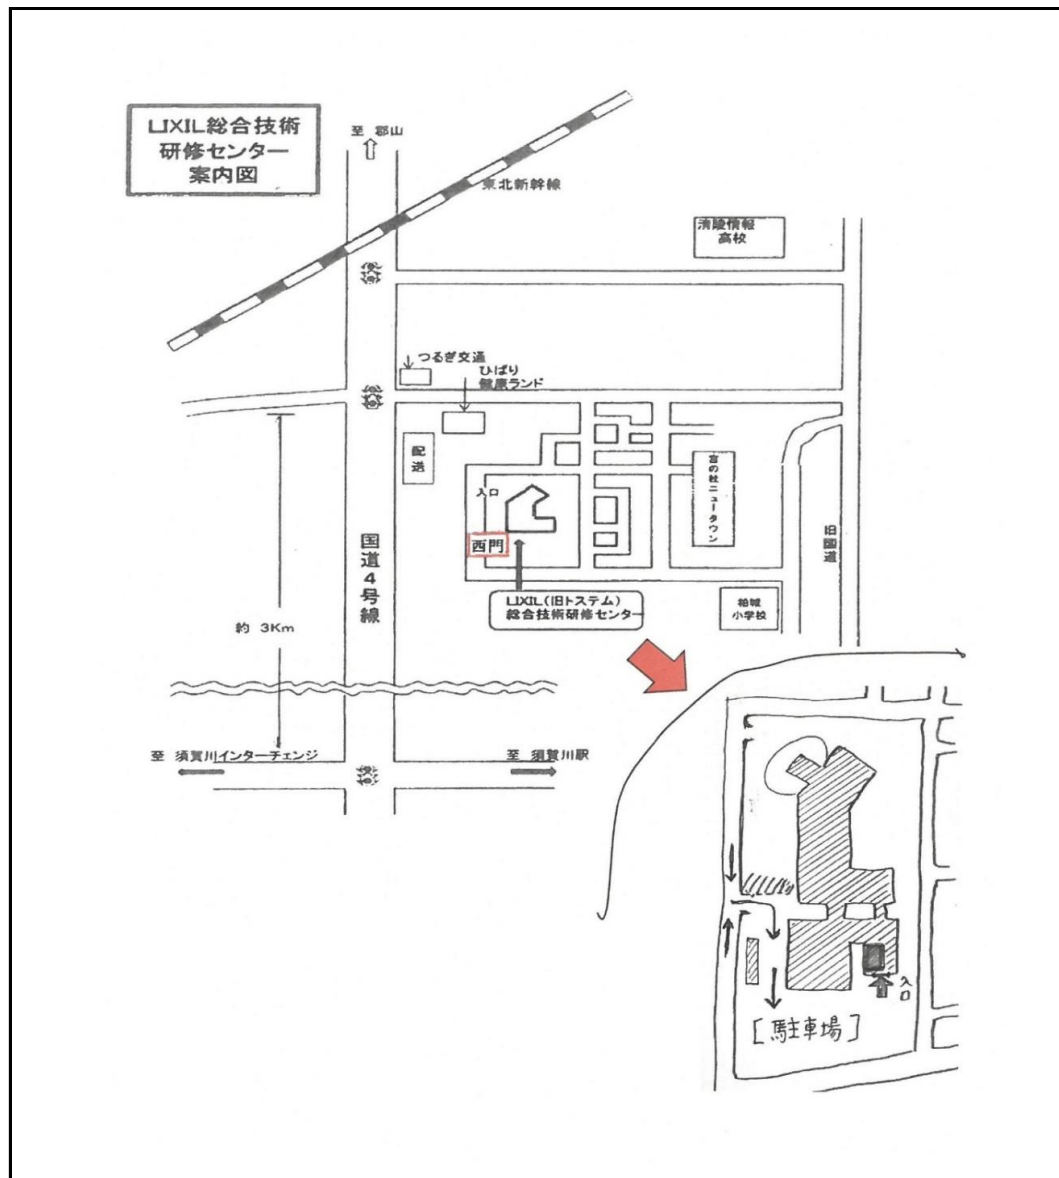 LIXIL総合技術
研修センター
案内図
至 郡山
東北新幹線
清陵情報
高校
つるぎ交通
ひばり
健康ランド
配送
入口
西門
宮の杜ニュータウン
旧國道
国道4号線
LIXIL(旧トステム)
総合技術研修センター
柏城
小学校
約 3Km
至 須賀川インターチェンジ
至 須賀川駅
入口
[駐車場]